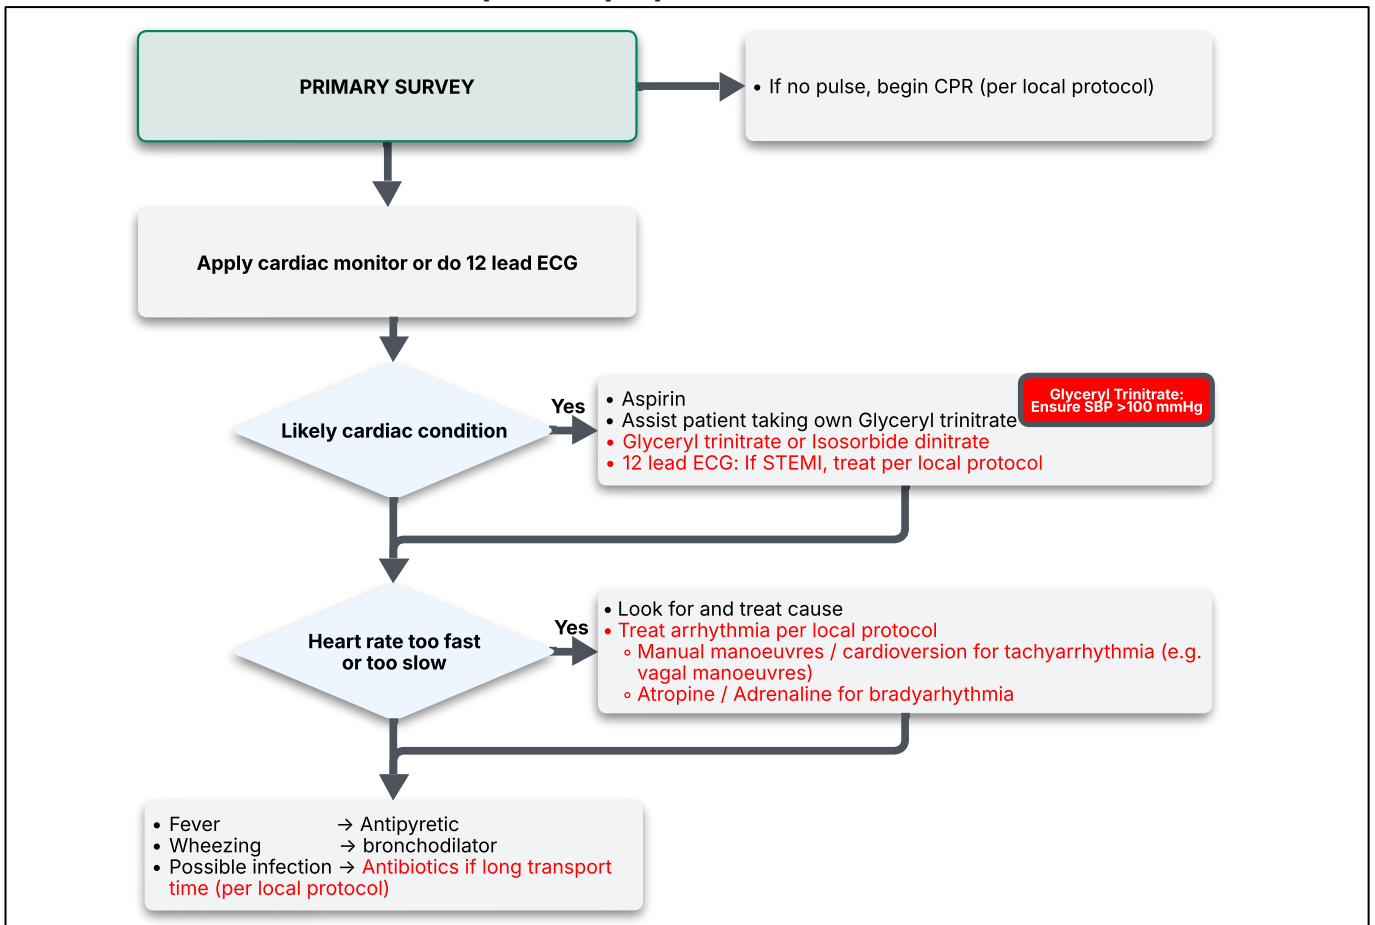 PRIMARY SURVEY
• If no pulse, begin CPR (per local protocol)
Apply cardiac monitor or do 12 lead ECG
Likely cardiac condition
Yes
• Aspirin
• Assist patient taking own Glyceryl trinitrate
• Glyceryl trinitrate or Isosorbide dinitrate
• 12 lead ECG: If STEMI, treat per local protocol
Glyceryl Trinitrate:
Ensure SBP >100 mmHg
Heart rate too fast
or too slow
Yes
• Look for and treat cause
• Treat arrhythmia per local protocol
∘ Manual manoeuvres / cardioversion for tachyarrhythmia (e.g.
vagal manoeuvres)
∘ Atropine / Adrenaline for bradyarhythmia
• Fever → Antipyretic
• Wheezing → bronchodilator
• Possible infection → Antibiotics if long transport
time (per local protocol)